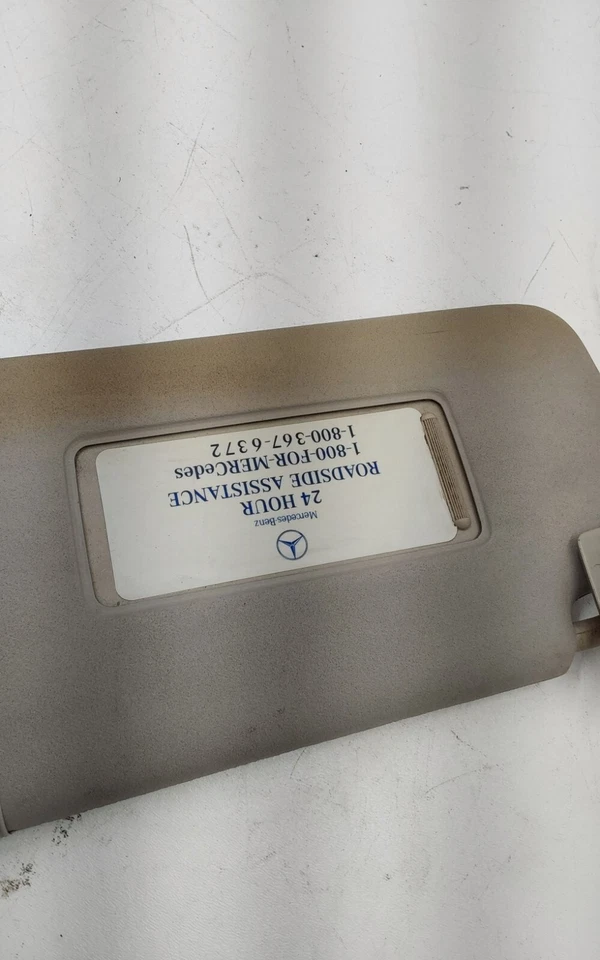 Mercedes-Benz
24 HOUR
ROADSIDE ASSISTANCE
1-800-FOR-MERCedes
1-800-367-6372